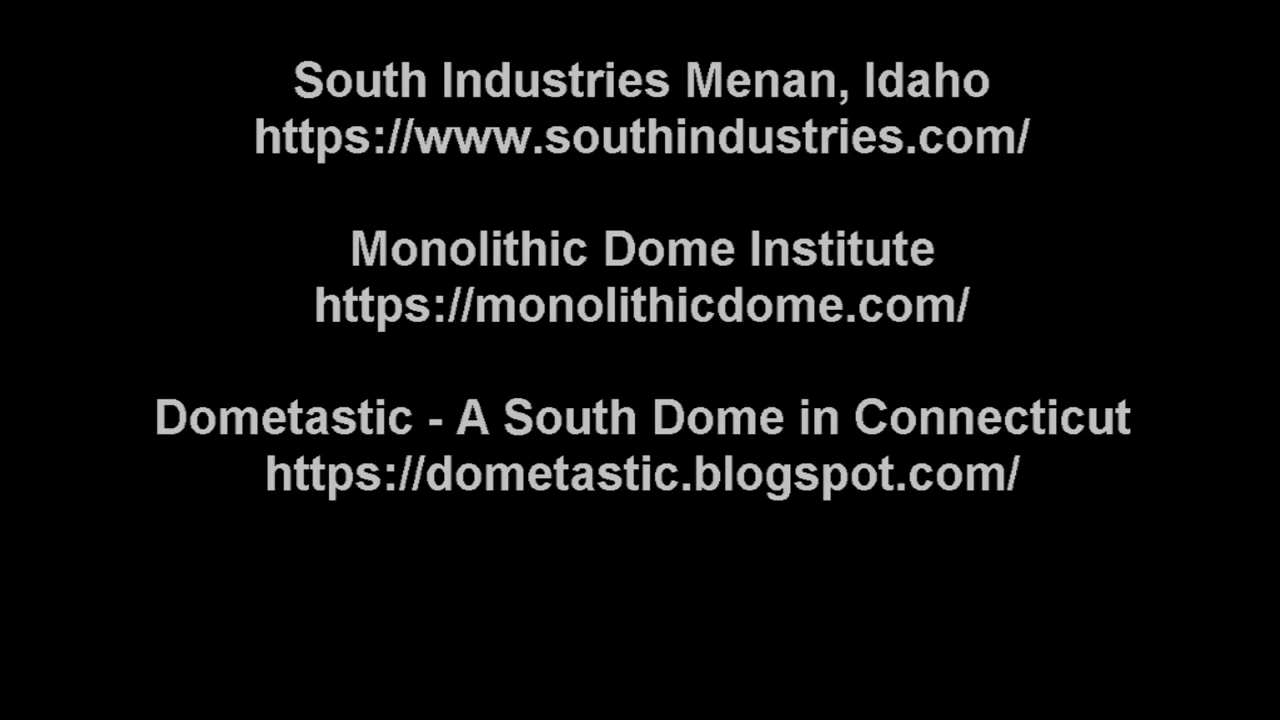 South Industries Menan, Idaho
https://www.southindustries.com/
Monolithic Dome Institute
https://monolithicdome.com/
Dometastic - A South Dome in Connecticut
https://dometastic.blogspot.com/